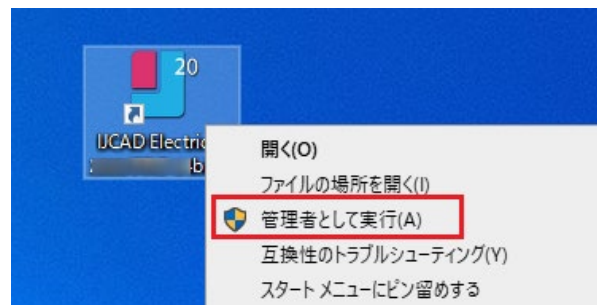 20
IJCAD Electric
開く(O)
ファイルの場所を開く(I)
管理者として実行(A)
互換性のトラブルシューティング(Y)
スタート メニューにピン留めする